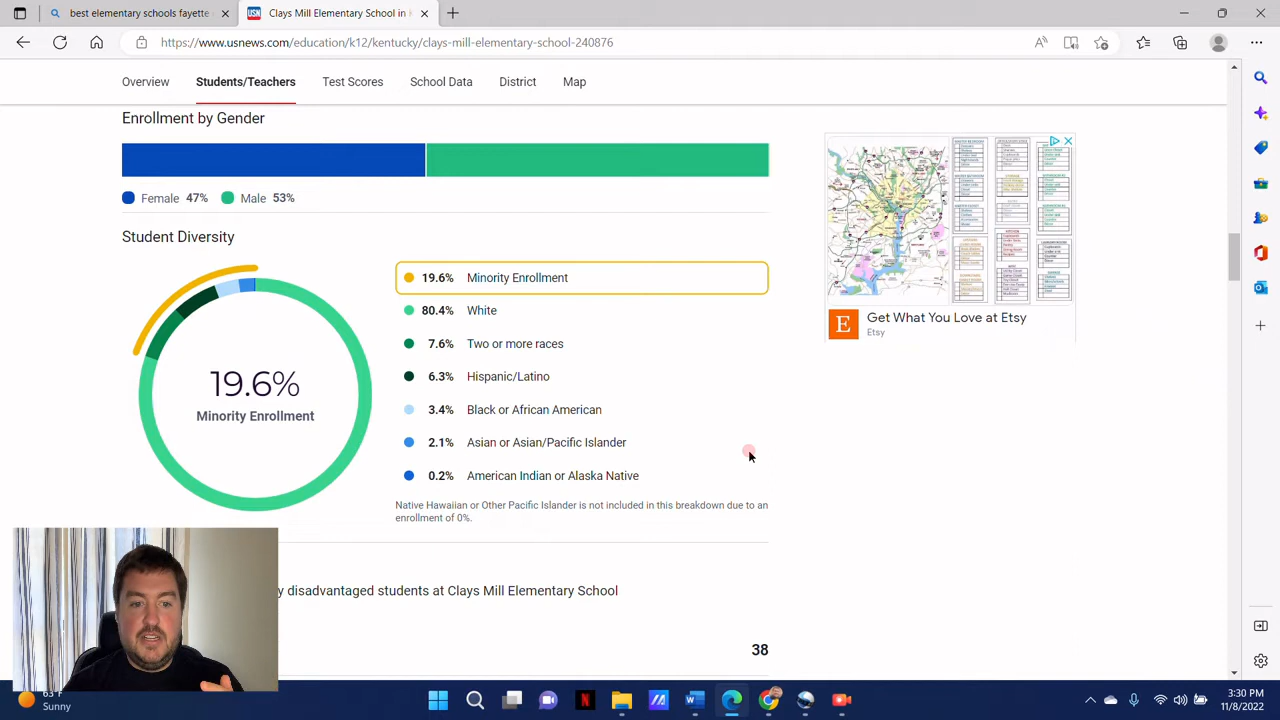 best elementary schools fayette
Clays Mill Elementary School in
https://www.usnews.com/education/k12/kentucky/clays-mill-elementary-school-240876
Overview
Students/Teachers
Test Scores
School Data
District
Map
Enrollment by Gender
Female 47% Male 53%
Student Diversity
19.6%
Minority Enrollment
19.6% Minority Enrollment
80.4% White
7.6% Two or more races
6.3% Hispanic/Latino
3.4% Black or African American
2.1% Asian or Asian/Pacific Islander
0.2% American Indian or Alaska Native
Native Hawaiian or Other Pacific Islander is not included in this breakdown due to an
enrollment of 0%.
Get What You Love at Etsy
E
Etsy
disadvantaged students at Clays Mill Elementary School
38
63°F
Sunny
3:30 PM
11/8/2022